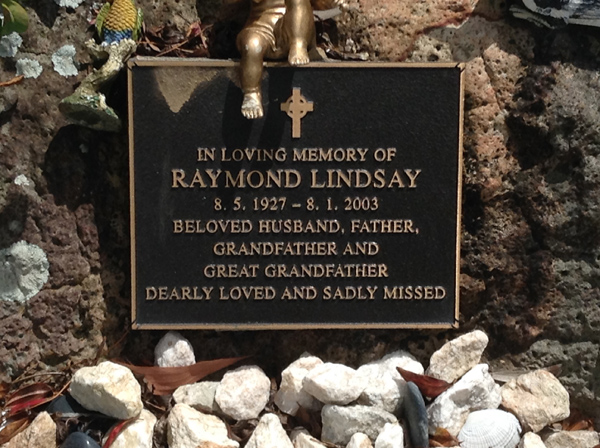 IN LOVING MEMORY OF
RAYMOND LINDSAY
8. 5. 1927 – 8. 1. 2003
BELOVED HUSBAND, FATHER,
GRANDFATHER AND
GREAT GRANDFATHER
DEARLY LOVED AND SADLY MISSED